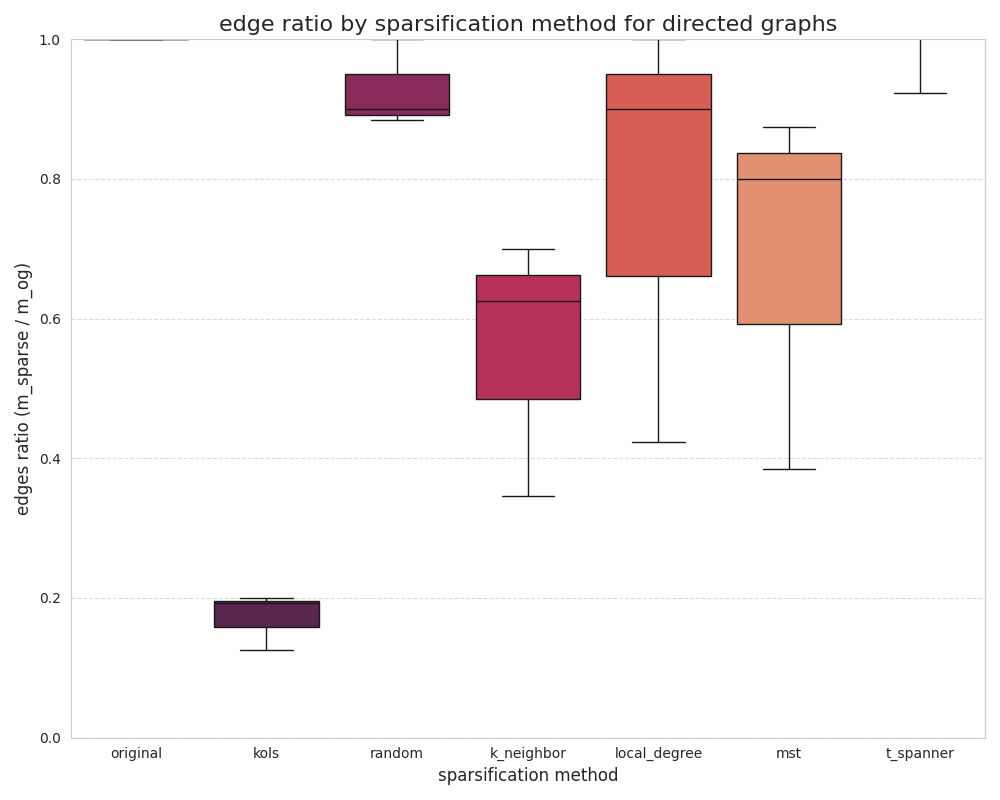 edge ratio by sparsification method for directed graphs
edges ratio (m_sparse / m_og)
1.0
0.8
0.6
0.4
0.2
0.0
original kols random k_neighbor local_degree mst t_spanner
sparsification method